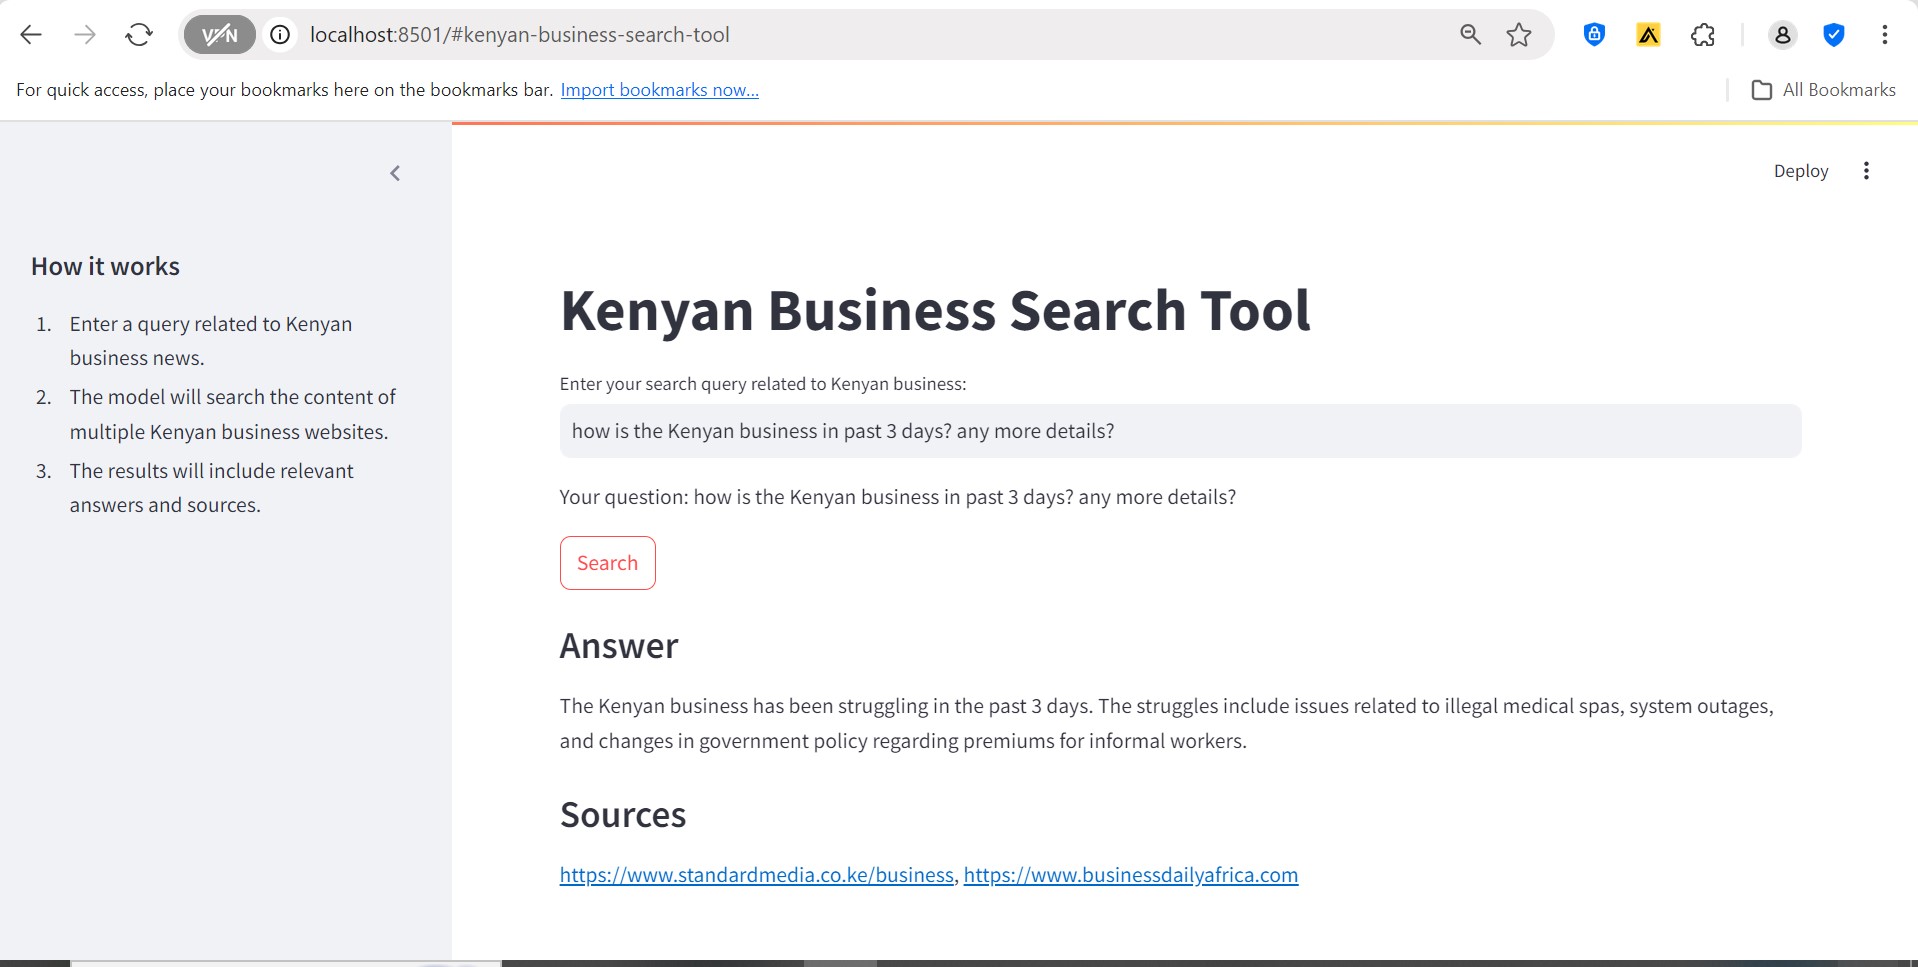 VPN
localhost:8501/#kenyan-business-search-tool
For quick access, place your bookmarks here on the bookmarks bar. Import bookmarks now...
All Bookmarks
Deploy
How it works
1. Enter a query related to Kenyan
business news.
2. The model will search the content of
multiple Kenyan business websites.
3. The results will include relevant
answers and sources.
Kenyan Business Search Tool
Enter your search query related to Kenyan business:
how is the Kenyan business in past 3 days? any more details?
Your question: how is the Kenyan business in past 3 days? any more details?
Search
Answer
The Kenyan business has been struggling in the past 3 days. The struggles include issues related to illegal medical spas, system outages,
and changes in government policy regarding premiums for informal workers.
Sources
https://www.standardmedia.co.ke/business, https://www.businessdailyafrica.com